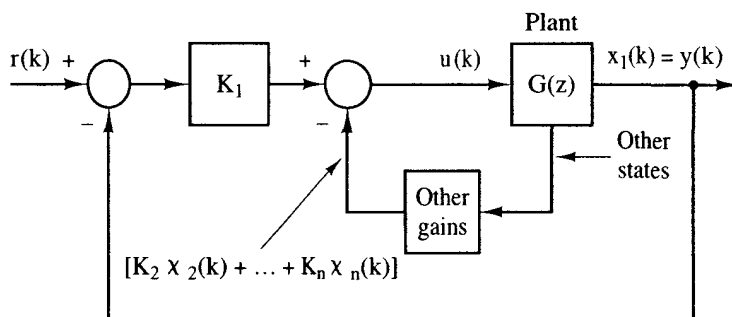 Plant
r(k) + − K₁ + − u(k) G(z) x₁(k) = y(k)
Other gains
Other states
[K₂ χ ₂(k) + ... + Kₙ χ ₙ(k)]